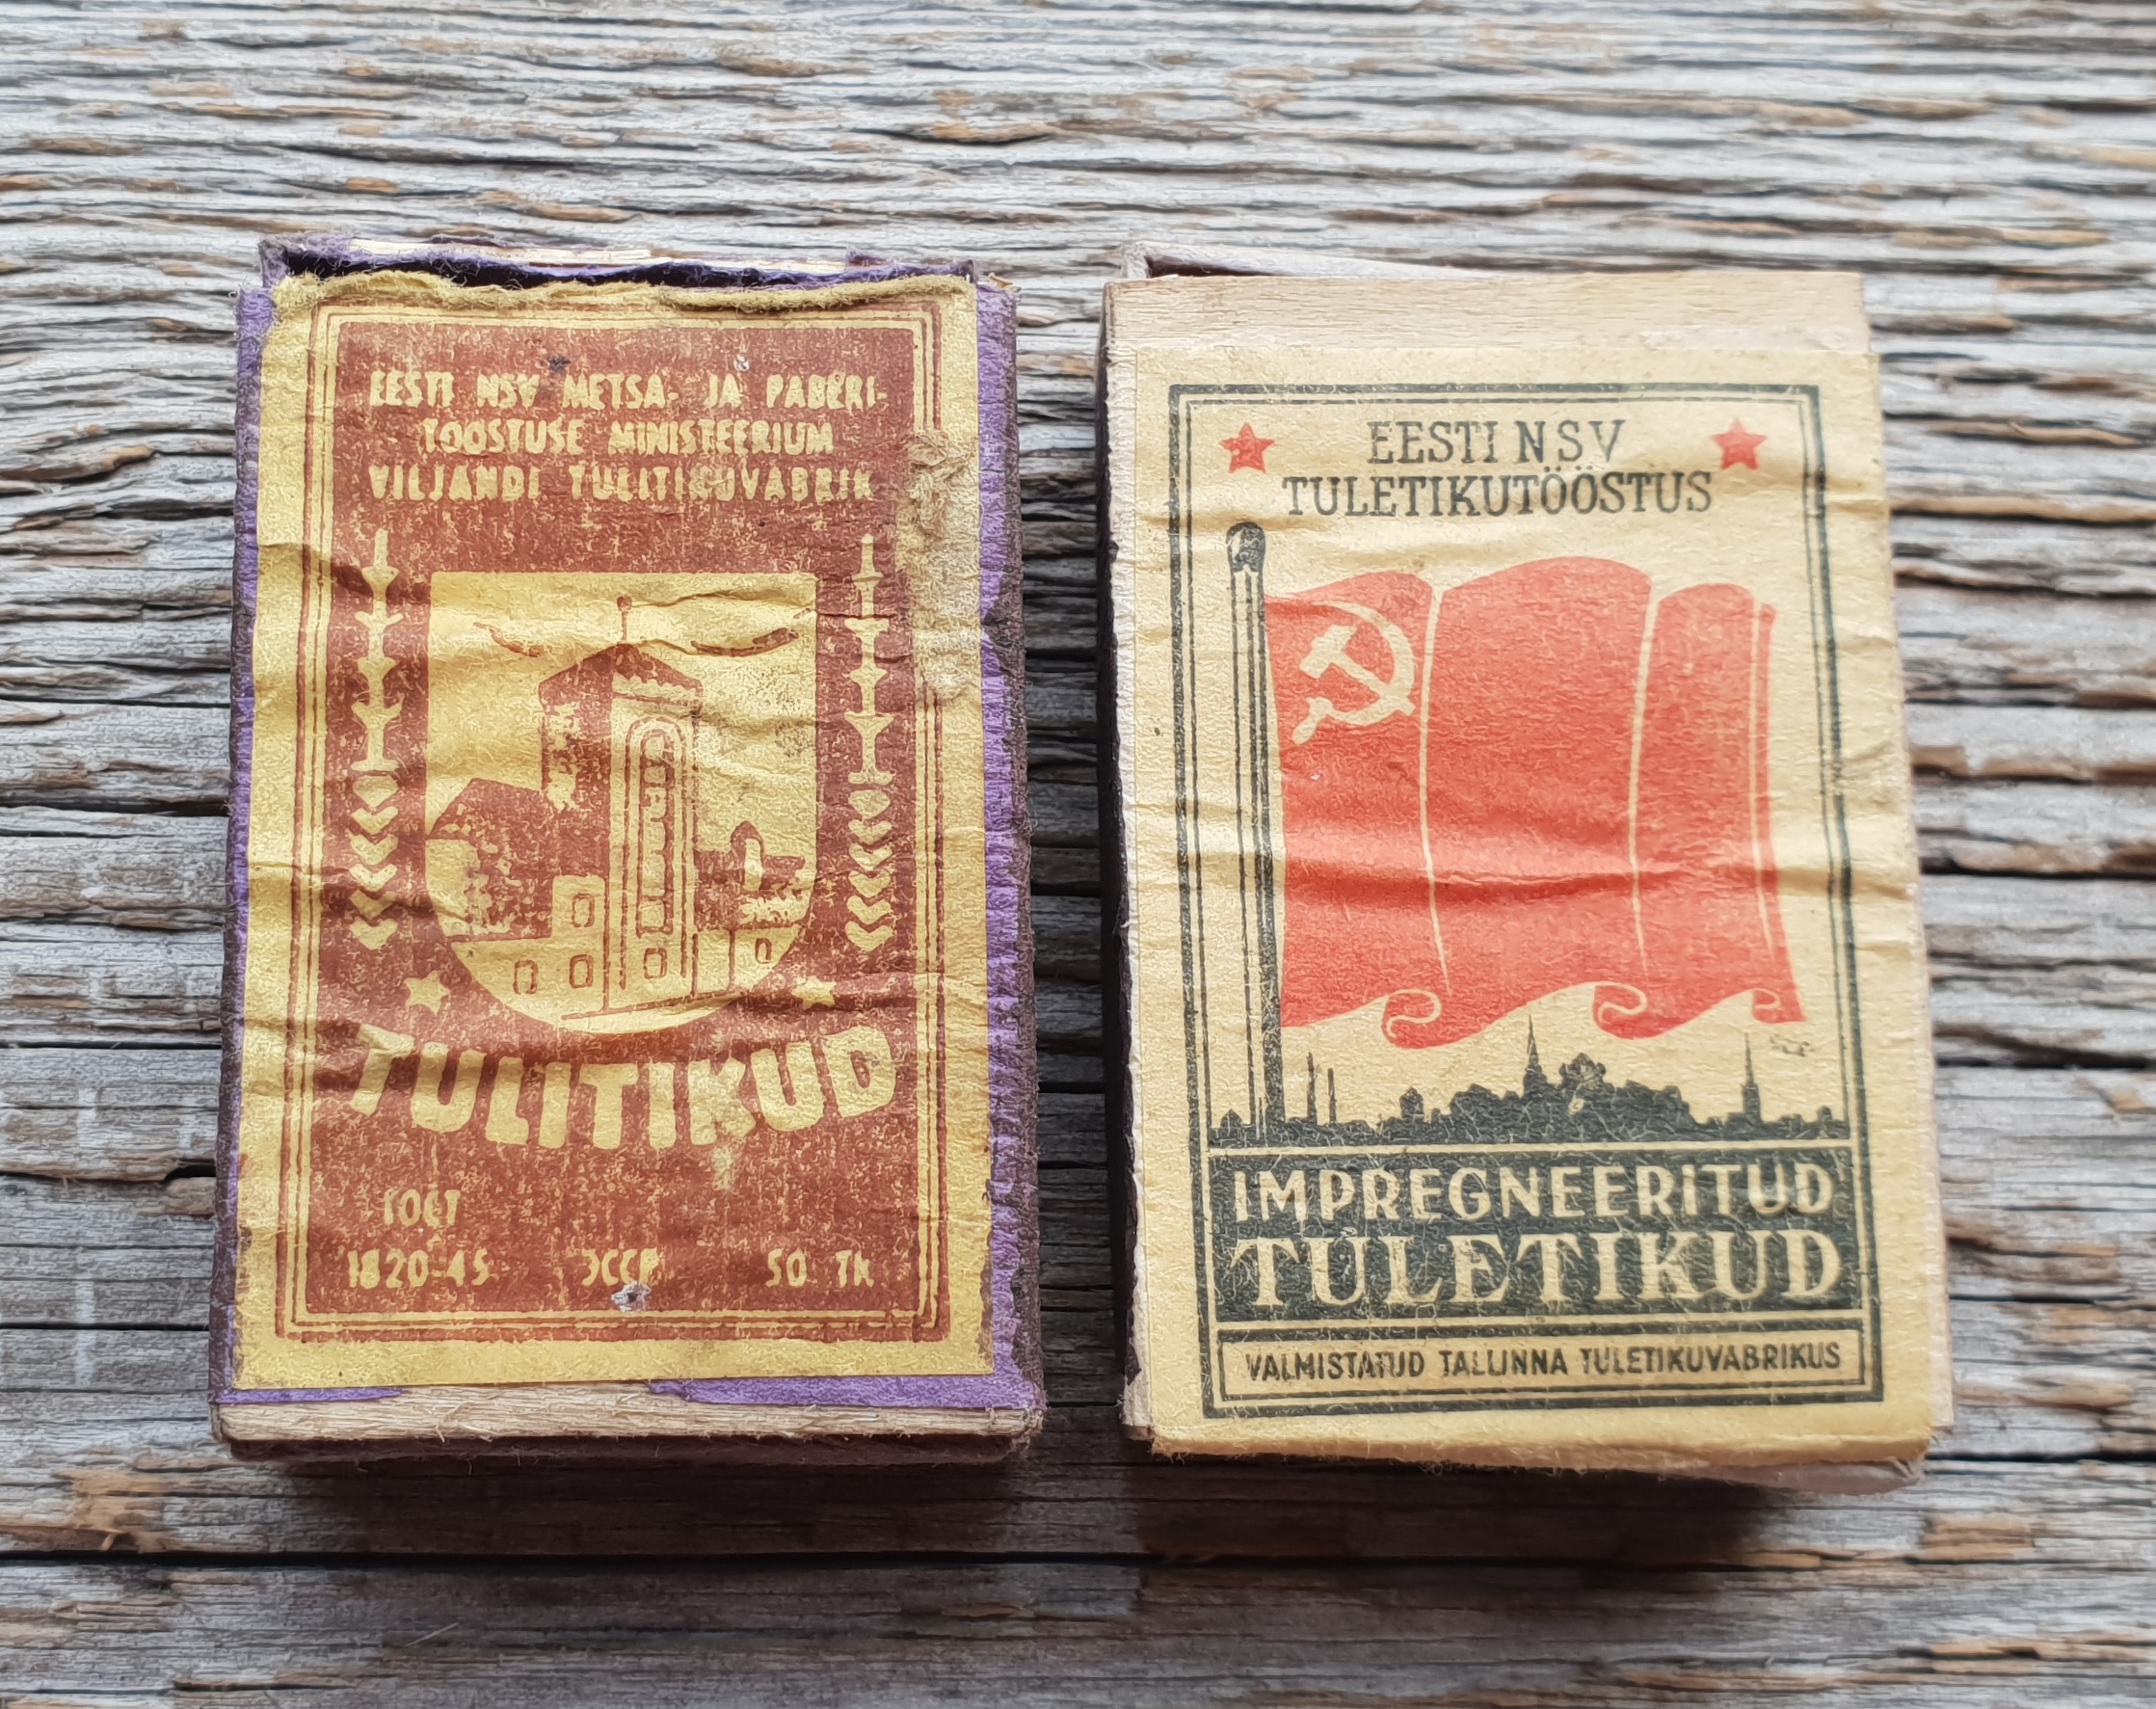 EESTI NSV METSA- JA PABERI-
TÖÖSTUSE MINISTEERIUM
VILJANDI TULITIKUVABRIK
TULITIKUD
ГОСТ
1820-45 ЭССР 50 TK
EESTI NSV
TULETIKUTÖÖSTUS
IMPREGNEERITUD
TULETIKUD
VALMISTATUD TALLINNA TULETIKUVABRIKUS